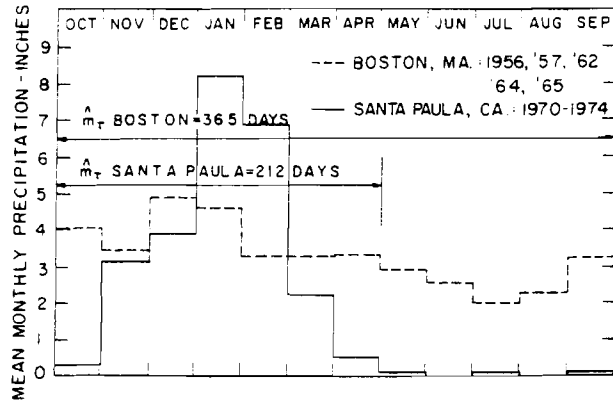 OCT NOV DEC JAN FEB MAR APR MAY JUN JUL AUG SEP
MEAN MONTHLY PRECIPITATION - INCHES
9
8
7
6
5
4
3
2
1
0
BOSTON, MA.: 1956, '57, '62
'64, '65
SANTA PAULA, CA.: 1970-1974
m̂τ BOSTON=365 DAYS
m̂τ SANTA PAULA=212 DAYS